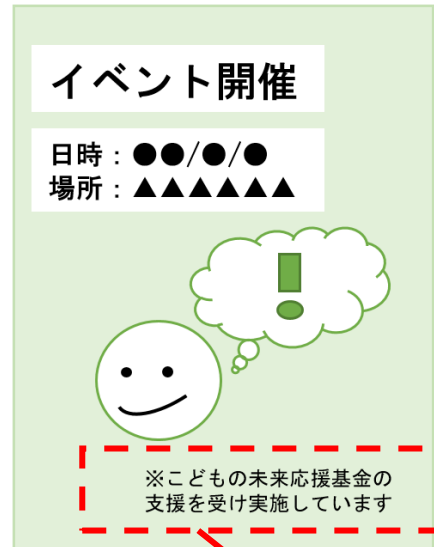 イベント開催
日時：●●/●/●
場所：▲▲▲▲▲▲
※こどもの未来応援基金の
支援を受け実施しています